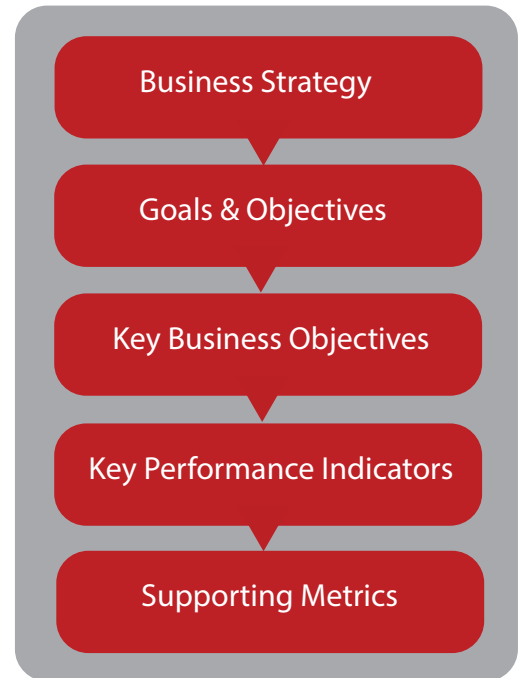 Business Strategy
Goals & Objectives
Key Business Objectives
Key Performance Indicators
Supporting Metrics